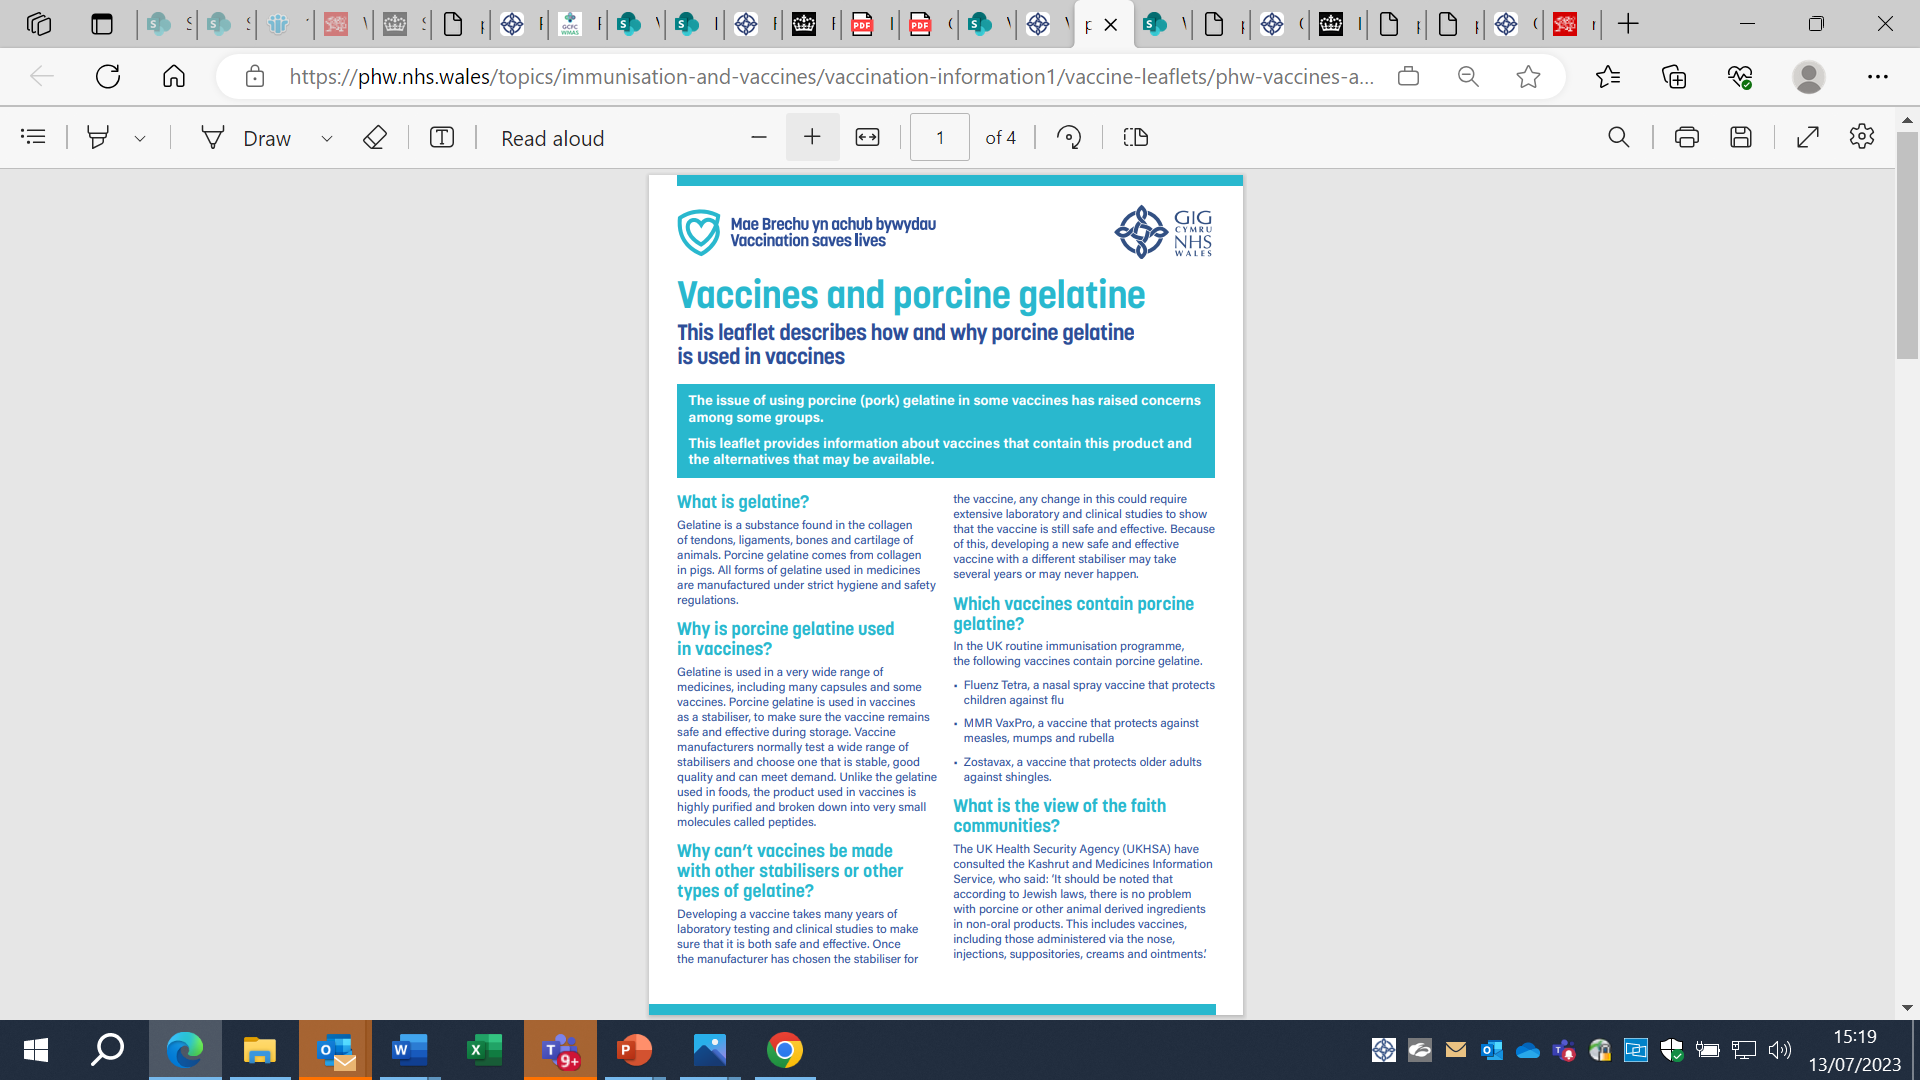 https://phw.nhs.wales/topics/immunisation-and-vaccines/vaccination-information1/vaccine-leaflets/phw-vaccines-a...
Draw
Read aloud
1
of 4
Mae Brechu yn achub bywydau
Vaccination saves lives
GIG
CYMRU
NHS
WALES
Vaccines and porcine gelatine
This leaflet describes how and why porcine gelatine
is used in vaccines
The issue of using porcine (pork) gelatine in some vaccines has raised concerns
among some groups.
This leaflet provides information about vaccines that contain this product and
the alternatives that may be available.
What is gelatine?
Gelatine is a substance found in the collagen
of tendons, ligaments, bones and cartilage of
animals. Porcine gelatine comes from collagen
in pigs. All forms of gelatine used in medicines
are manufactured under strict hygiene and safety
regulations.
Why is porcine gelatine used
in vaccines?
Gelatine is used in a very wide range of
medicines, including many capsules and some
vaccines. Porcine gelatine is used in vaccines
as a stabiliser, to make sure the vaccine remains
safe and effective during storage. Vaccine
manufacturers normally test a wide range of
stabilisers and choose one that is stable, good
quality and can meet demand. Unlike the gelatine
used in foods, the product used in vaccines is
highly purified and broken down into very small
molecules called peptides.
Why can't vaccines be made
with other stabilisers or other
types of gelatine?
Developing a vaccine takes many years of
laboratory testing and clinical studies to make
sure that it is both safe and effective. Once
the manufacturer has chosen the stabiliser for
the vaccine, any change in this could require
extensive laboratory and clinical studies to show
that the vaccine is still safe and effective. Because
of this, developing a new safe and effective
vaccine with a different stabiliser may take
several years or may never happen.
Which vaccines contain porcine
gelatine?
In the UK routine immunisation programme,
the following vaccines contain porcine gelatine.
• Fluenz Tetra, a nasal spray vaccine that protects
children against flu
• MMR VaxPro, a vaccine that protects against
measles, mumps and rubella
• Zostavax, a vaccine that protects older adults
against shingles.
What is the view of the faith
communities?
The UK Health Security Agency (UKHSA) have
consulted the Kashrut and Medicines Information
Service, who said: 'It should be noted that
according to Jewish laws, there is no problem
with porcine or other animal derived ingredients
in non-oral products. This includes vaccines,
including those administered via the nose,
injections, suppositories, creams and ointments.'
9+
15:19
13/07/2023